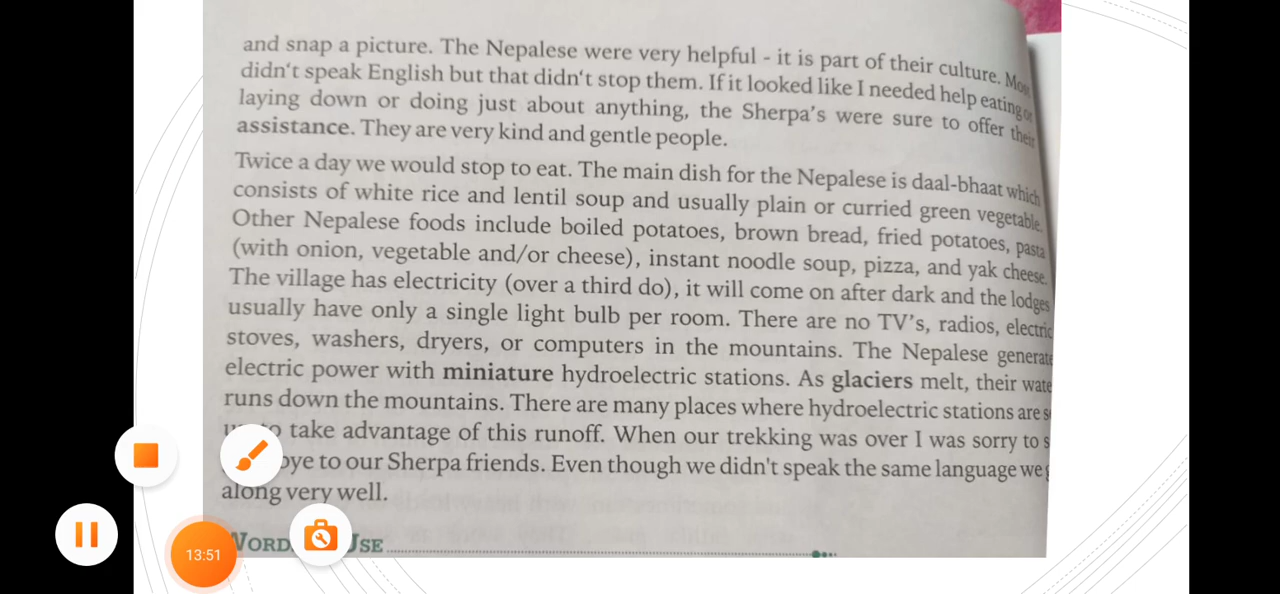 and snap a picture. The Nepalese were very helpful - it is part of their culture. Most
didn't speak English but that didn't stop them. If it looked like I needed help eating or
laying down or doing just about anything, the Sherpa's were sure to offer their
assistance. They are very kind and gentle people.
Twice a day we would stop to eat. The main dish for the Nepalese is daal-bhaat which
consists of white rice and lentil soup and usually plain or curried green vegetable.
Other Nepalese foods include boiled potatoes, brown bread, fried potatoes, pasta
(with onion, vegetable and/or cheese), instant noodle soup, pizza, and yak cheese.
The village has electricity (over a third do), it will come on after dark and the lodges
usually have only a single light bulb per room. There are no TV's, radios, electric
stoves, washers, dryers, or computers in the mountains. The Nepalese generate
electric power with miniature hydroelectric stations. As glaciers melt, their wate
runs down the mountains. There are many places where hydroelectric stations are s
to take advantage of this runoff. When our trekking was over I was sorry to s
bye to our Sherpa friends. Even though we didn't speak the same language we g
along very well.
WORD USE
13:51